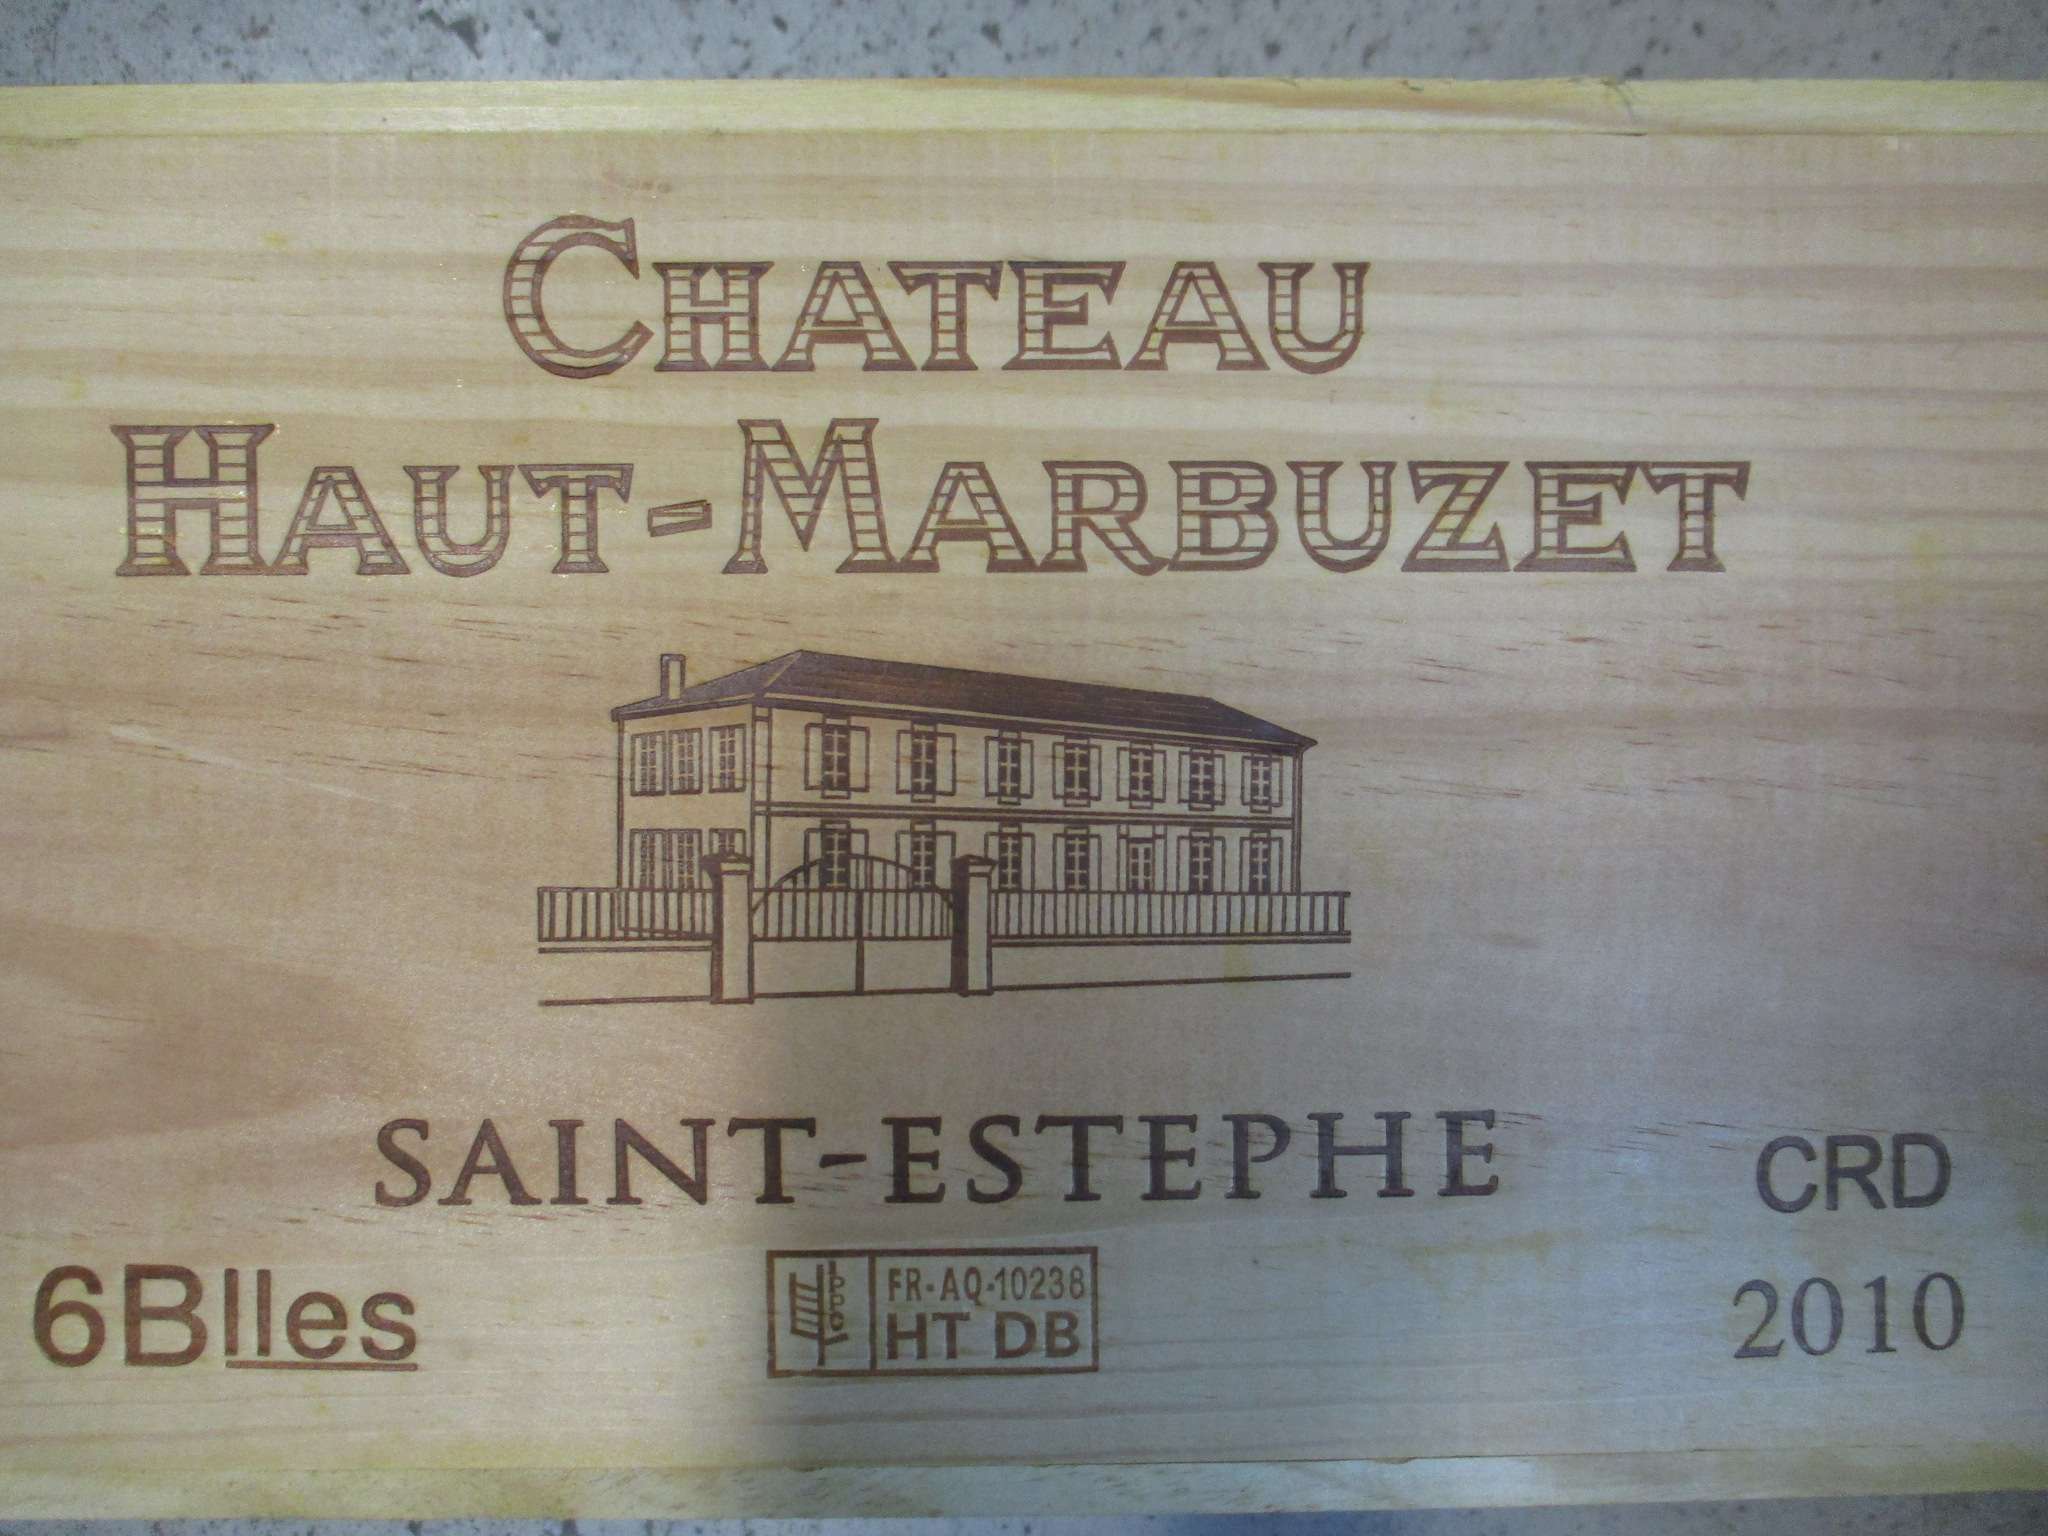 CHATEAU
HAUT-MARBUZET
SAINT-ESTEPHE
CRD
6Blles
FR-AQ-10238
HT DB
2010